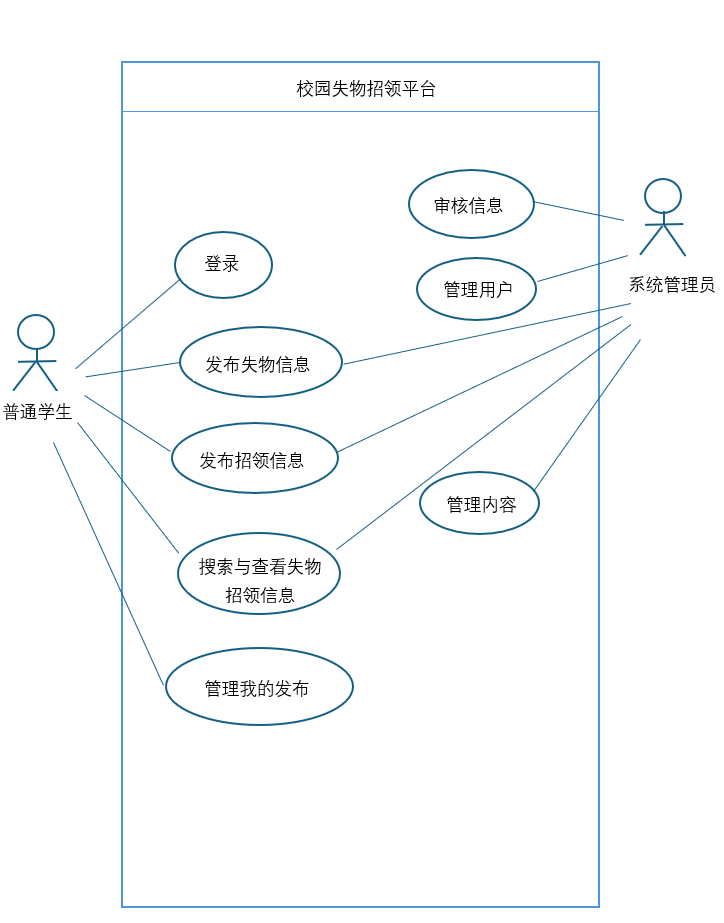 校园失物招领平台
审核信息
登录
管理用户
系统管理员
发布失物信息
普通学生
发布招领信息
管理内容
搜索与查看失物
招领信息
管理我的发布